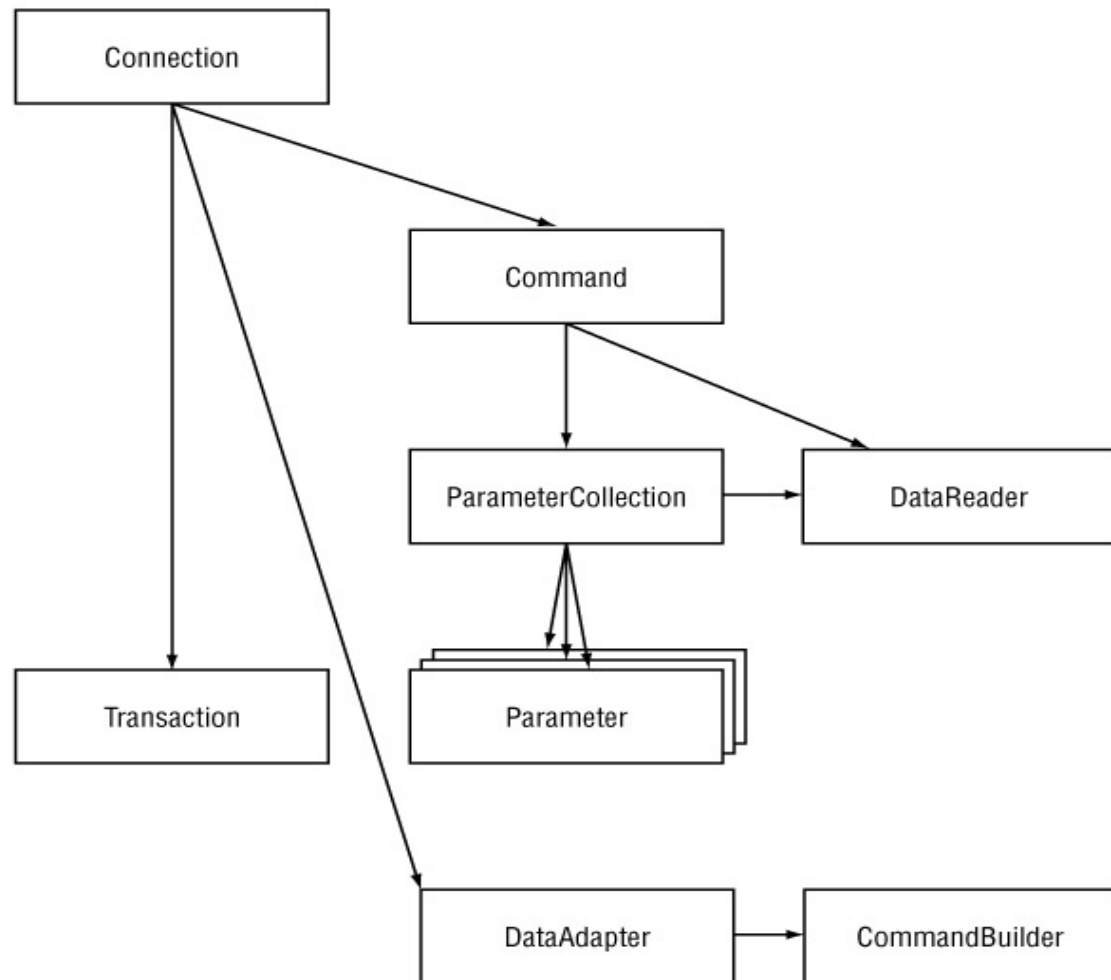 Connection
Command
ParameterCollection
DataReader
Transaction
Parameter
DataAdapter
CommandBuilder